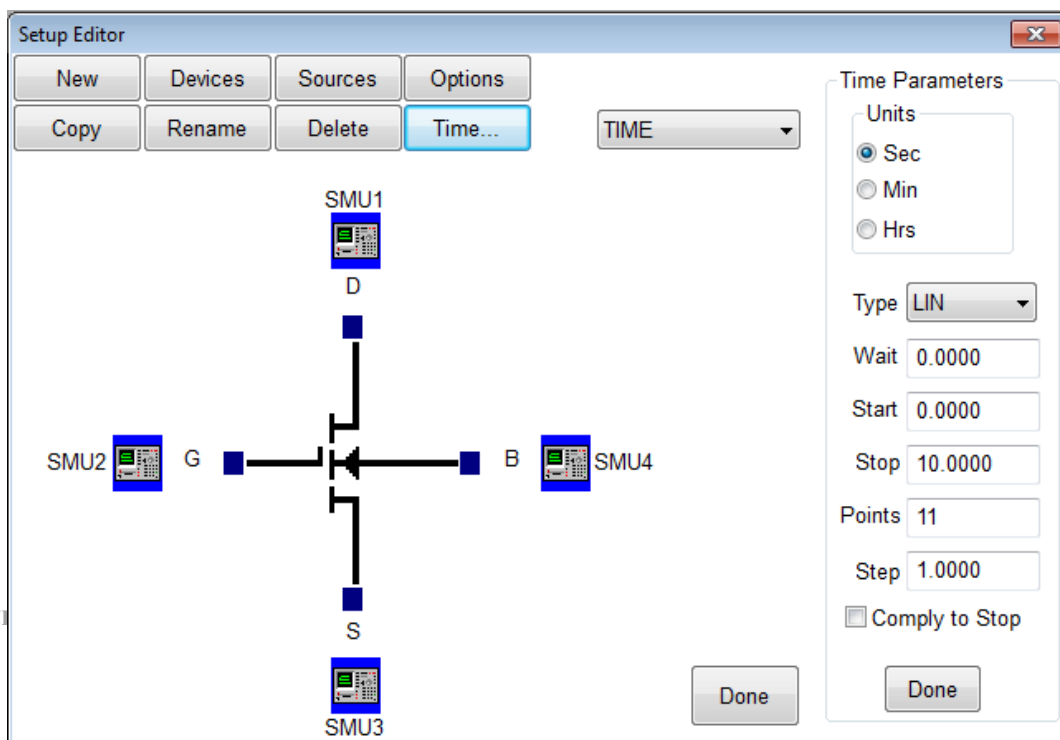 Setup Editor
New Devices Sources Options
Copy Rename Delete Time...
TIME
SMU1
D
SMU2 G B SMU4
S
SMU3
Done
Time Parameters
Units
Sec
Min
Hrs
Type LIN
Wait 0.0000
Start 0.0000
Stop 10.0000
Points 11
Step 1.0000
Comply to Stop
Done